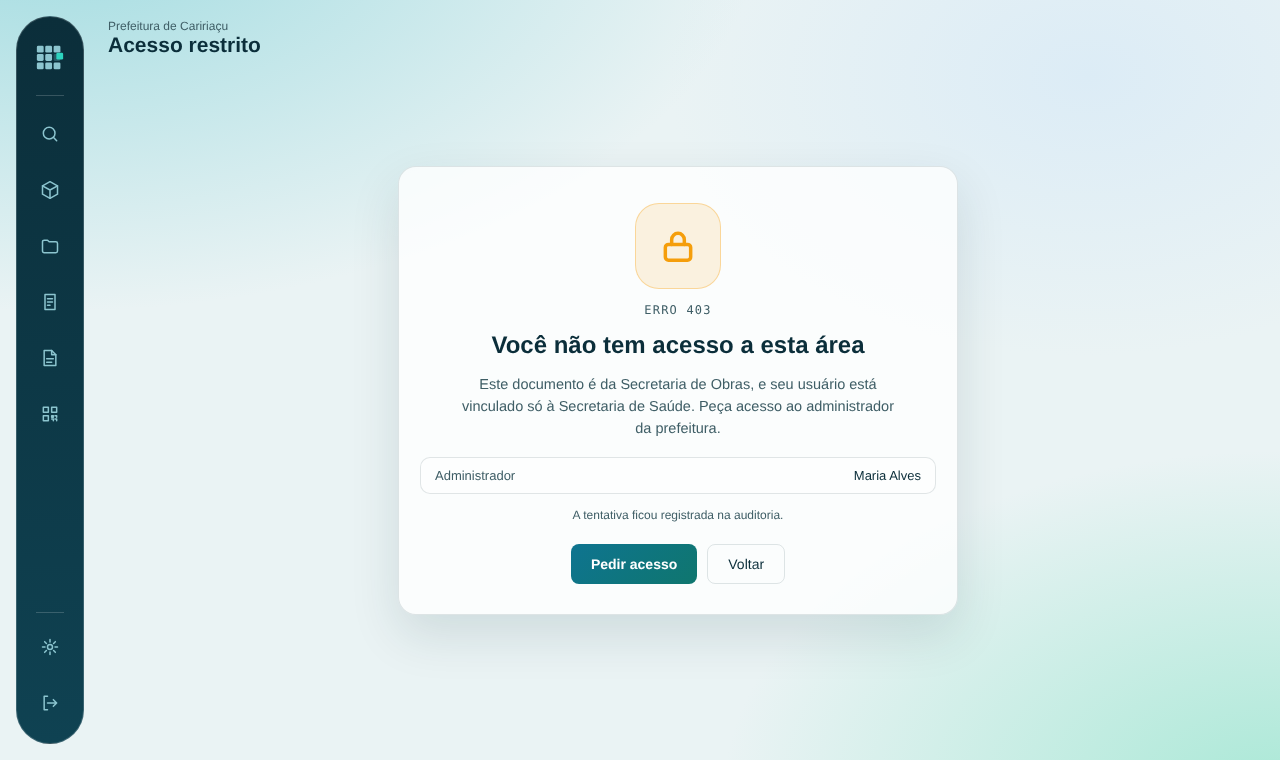 Prefeitura de Caririaçu
Acesso restrito
ERRO 403
Você não tem acesso a esta área
Este documento é da Secretaria de Obras, e seu usuário está
vinculado só à Secretaria de Saúde. Peça acesso ao administrador
da prefeitura.
Administrador Maria Alves
A tentativa ficou registrada na auditoria.
Pedir acesso Voltar